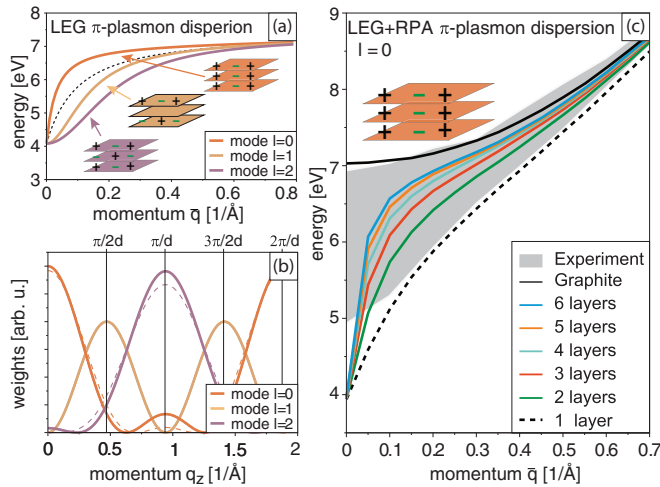 LEG π-plasmon disperion
(a)
energy [eV]
8
7
6
5
4
3
mode l=0
mode l=1
mode l=2
0
0.2
0.4
0.6
0.8
momentum q̄ [1/Å]
π/2d
π/d
3π/2d
2π/d
(b)
weights [arb. u.]
mode l=0
mode l=1
mode l=2
0
0.5
1
1.5
2
momentum q_z [1/Å]
LEG+RPA π-plasmon dispersion
(c)
l = 0
energy [eV]
9
8
7
6
5
4
3
Experiment
Graphite
6 layers
5 layers
4 layers
3 layers
2 layers
1 layer
0
0.1
0.2
0.3
0.4
0.5
0.6
0.7
momentum q̄ [1/Å]